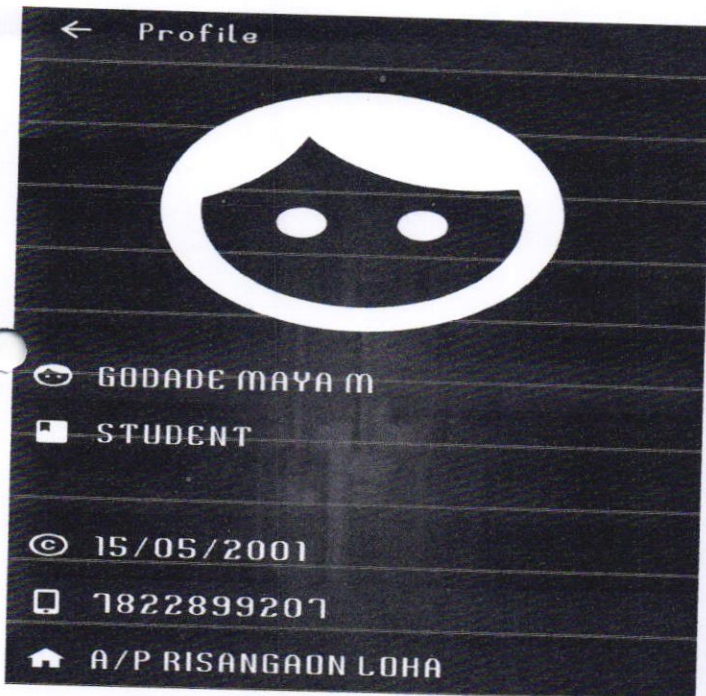 Profile
GODADE MAYA M
STUDENT
15/05/2001
7822899207
A/P RISANGAON LOHA